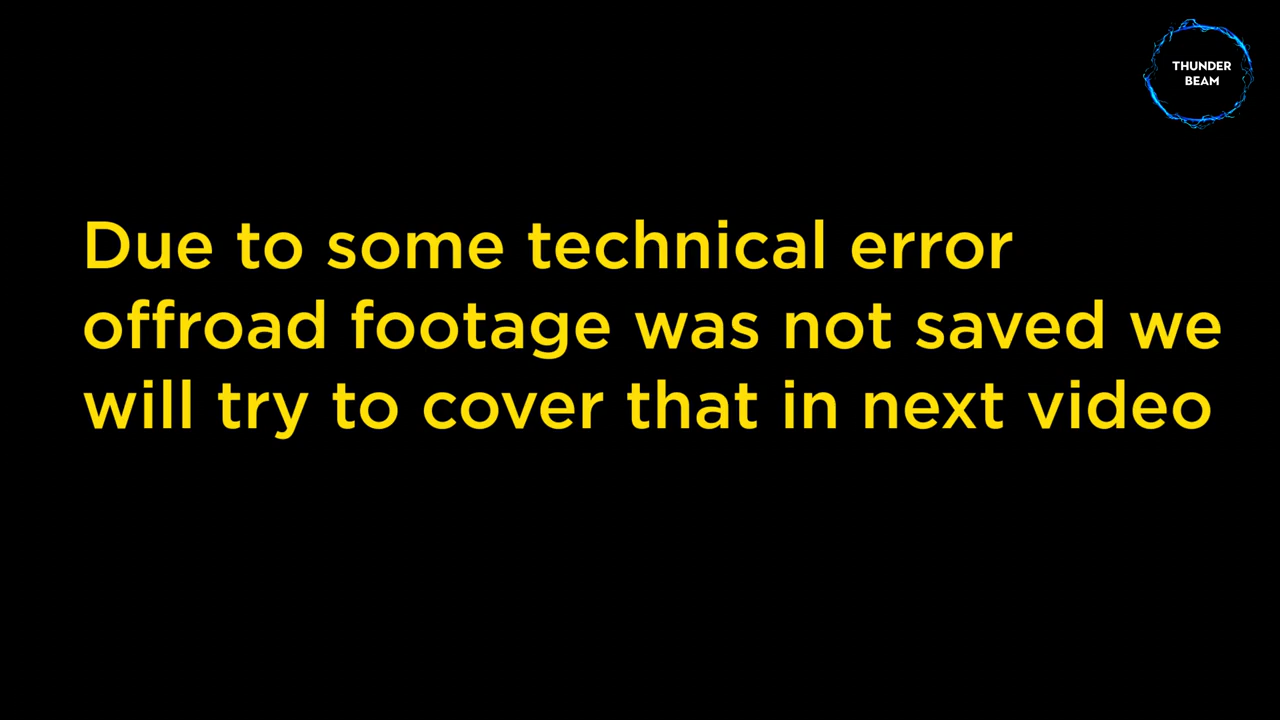 THUNDER
BEAM
Due to some technical error
offroad footage was not saved we
will try to cover that in next video